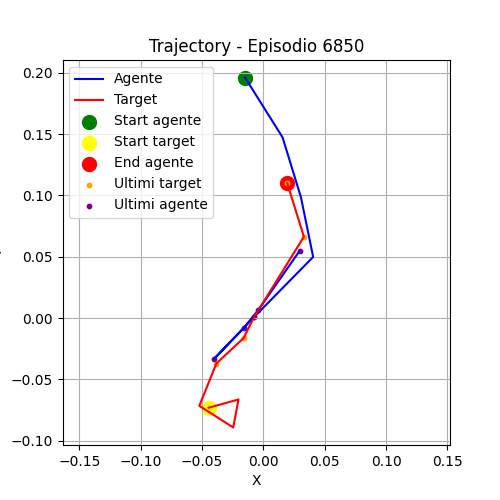 Trajectory - Episodio 6850
Agente
Target
Start agente
Start target
End agente
Ultimi target
Ultimi agente
0.20
0.15
0.10
0.05
0.00
−0.05
−0.10
−0.15
−0.10
−0.05
0.00
0.05
0.10
0.15
X